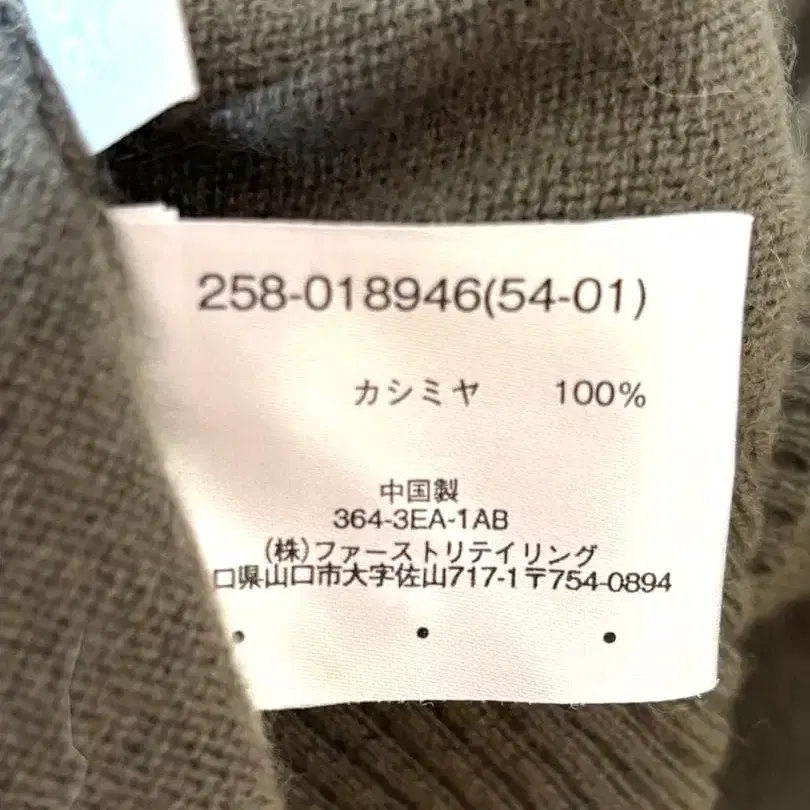 258-018946(54-01)
カシミヤ 100%
中国製
364-3EA-1AB
(株)ファーストリテイリング
口県山口市大字佐山717-1〒754-0894